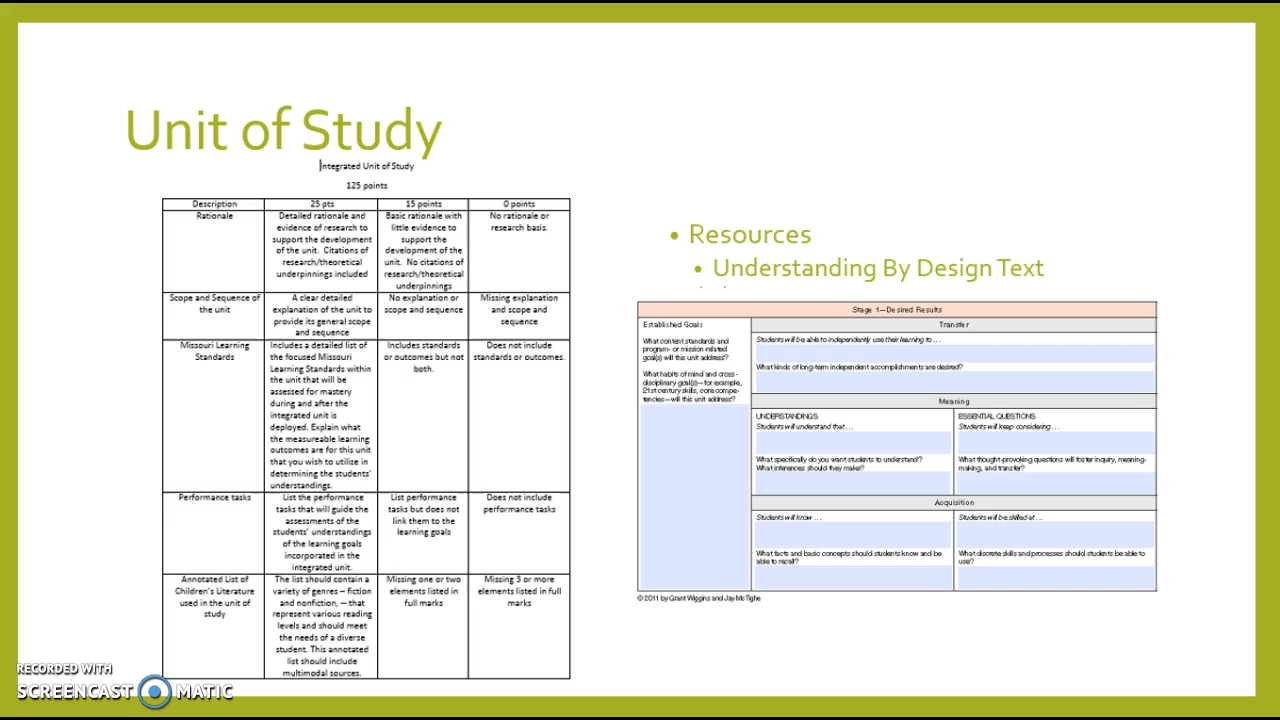 Unit of Study
Integrated Unit of Study
125 points
Description 25 pts 15 points 0 points
Rationale
Detailed rationale and
evidence of research to
support the development
of the unit. Citations of
research/theoretical
underpinnings included
Basic rationale with
little evidence to
support the
development of the
unit. No citations of
research/theoretical
underpinnings
No rationale or
research basis.
Scope and Sequence of
the unit
A clear detailed
explanation of the unit to
provide its general scope
and sequence
No explanation or
scope and sequence
Missing explanation
and scope and
sequence
Missouri Learning
Standards
Includes a detailed list of
the focused Missouri
Learning Standards within
the unit that will be
assessed for mastery
during and after the
integrated unit is
deployed. Explain what
the measureable learning
outcomes are for this unit
that you wish to utilize in
determining the students'
understandings.
Includes standards
or outcomes but not
both.
Does not include
standards or outcomes.
Performance tasks
List the performance
tasks that will guide the
assessments of the
students' understandings
of the learning goals
incorporated in the
integrated unit.
List performance
tasks but does not
link them to the
learning goals
Does not include
performance tasks
Annotated List of
Children's Literature
used in the unit of
study
The list should contain a
variety of genres – fiction
and nonfiction, – that
represent various reading
levels and should meet
the needs of a diverse
student. This annotated
list should include
multimodal sources.
Missing one or two
elements listed in
full marks
Missing 3 or more
elements listed in full
marks
• Resources
• Understanding By Design Text
Stage 1—Desired Results
Established Goals
What content standards and
program- or mission-related
goal(s) will this unit address?
What habits of mind and cross-
disciplinary goal(s)—for example,
21st century skills, core compe-
tencies—will this unit address?
Transfer
Students will be able to independently use their learning to …
What kinds of long-term independent accomplishments are desired?
Meaning
UNDERSTANDINGS
Students will understand that …
What specifically do you want students to understand?
What inferences should they make?
ESSENTIAL QUESTIONS
Students will keep considering …
What thought-provoking questions will foster inquiry, meaning-
making, and transfer?
Acquisition
Students will know …
What facts and basic concepts should students know and be
able to recall?
Students will be skilled at …
What discrete skills and processes should students be able to
use?
© 2011 by Grant Wiggins and Jay McTighe
RECORDED WITH
SCREENCAST MATIC